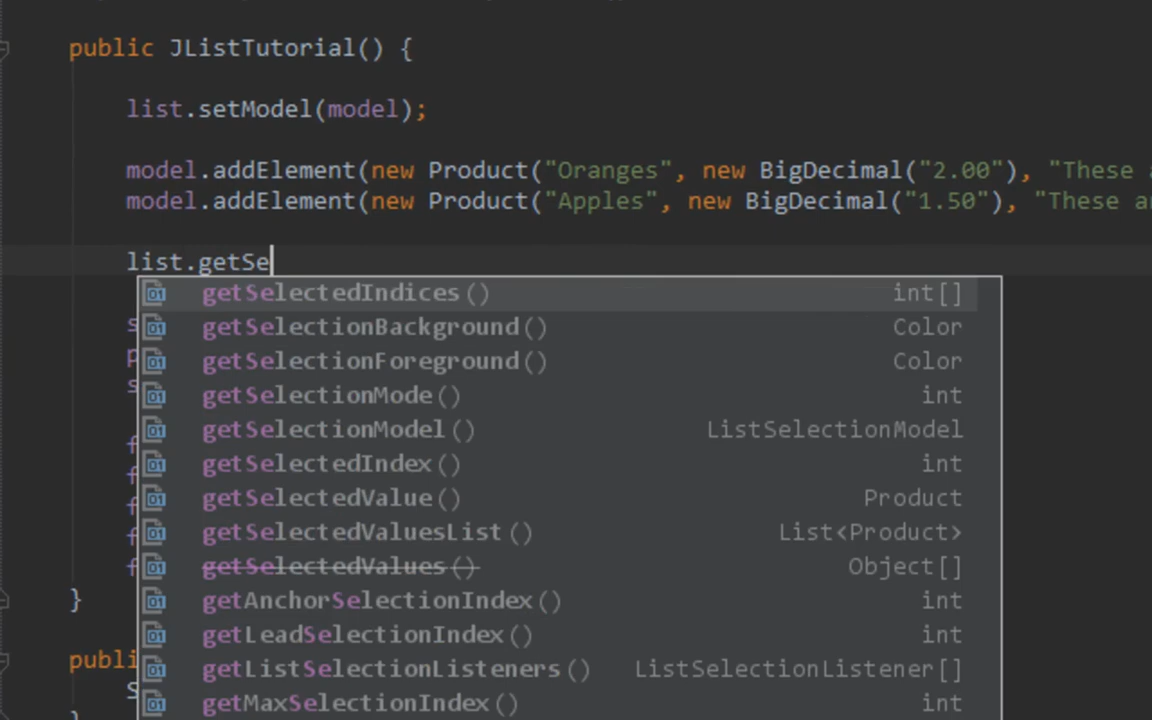 public JListTutorial() {
list.setModel(model);
model.addElement(new Product("Oranges", new BigDecimal("2.00"), "These
model.addElement(new Product("Apples", new BigDecimal("1.50"), "These a
list.getSe
getSelectedIndices() int[]
getSelectionBackground() Color
getSelectionForeground() Color
getSelectionMode() int
getSelectionModel() ListSelectionModel
getSelectedIndex() int
getSelectedValue() Product
getSelectedValuesList() List<Product>
getSelectedValues() Object[]
getAnchorSelectionIndex() int
}
getLeadSelectionIndex() int
publi
getListSelectionListeners() ListSelectionListener[]
S
getMaxSelectionIndex() int